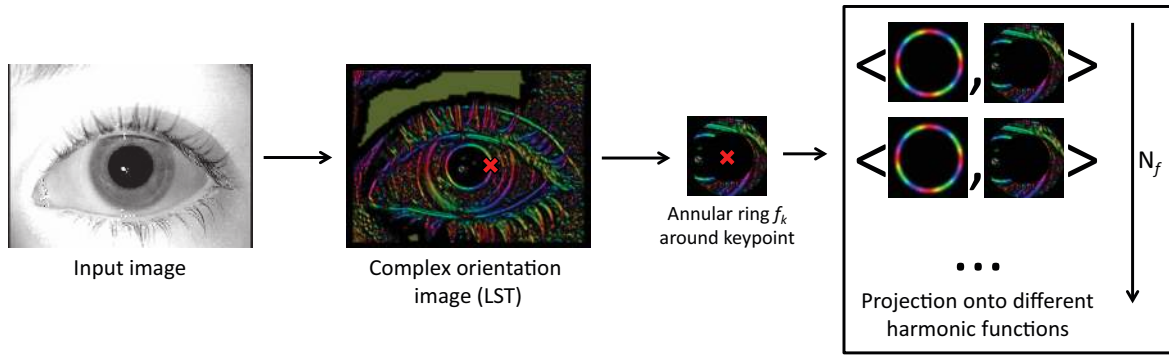 Input image
Complex orientation
image (LST)
Annular ring f_k
around keypoint
< , >
< , >
N_f
...
Projection onto different
harmonic functions